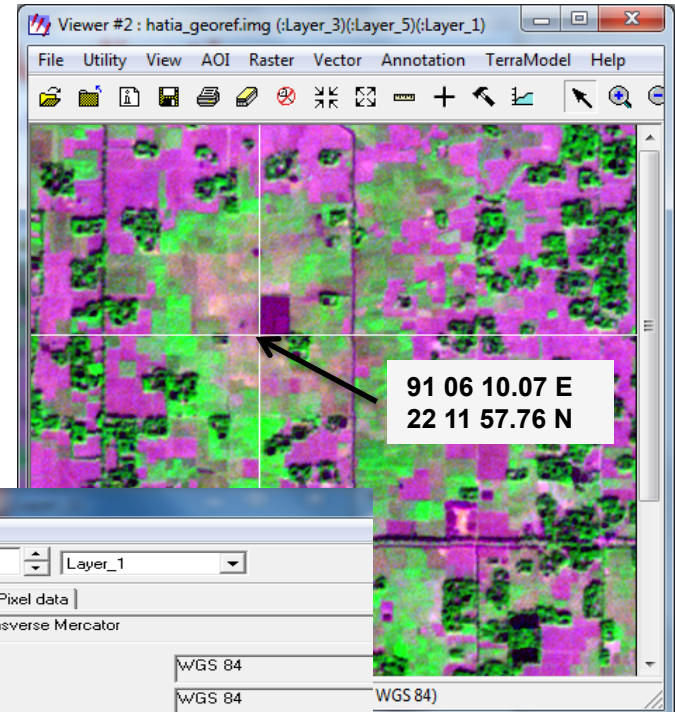 Viewer #2 : hatia_georef.img (:Layer_3)(:Layer_5)(:Layer_1)
File Utility View AOI Raster Vector Annotation TerraModel Help
91 06 10.07 E
22 11 57.76 N
Layer_1
Pixel data
sverse Mercator
WGS 84
WGS 84
WGS 84)